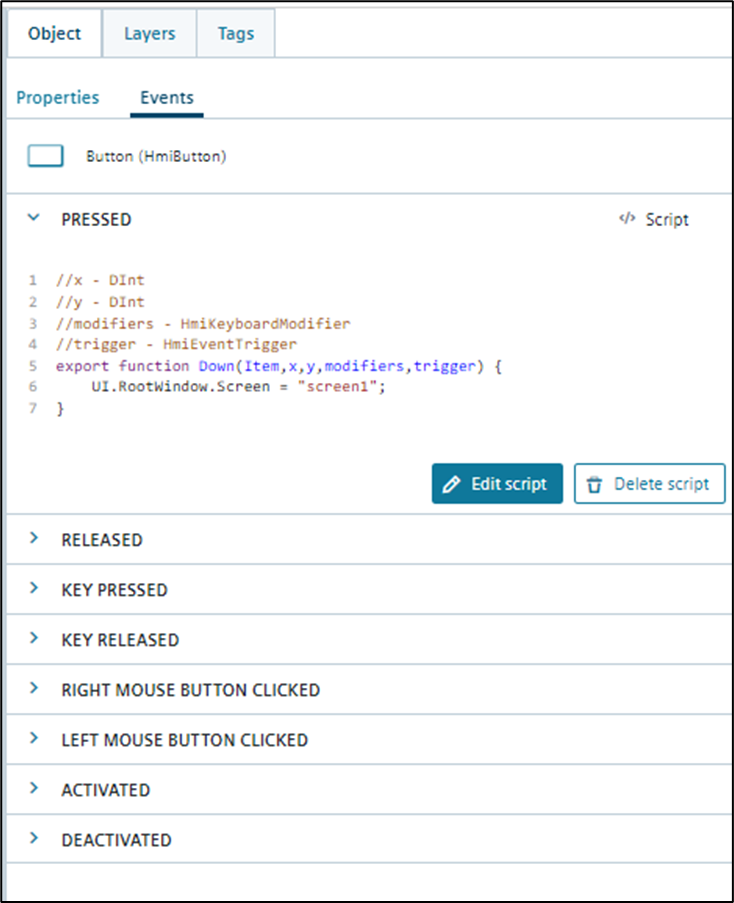 Object Layers Tags
Properties Events
Button (HmiButton)
PRESSED </> Script
1 //x - DInt
2 //y - DInt
3 //modifiers - HmiKeyboardModifier
4 //trigger - HmiEventTrigger
5 export function Down(Item,x,y,modifiers,trigger) {
6     UI.RootWindow.Screen = "screen1";
7 }
Edit script Delete script
RELEASED
KEY PRESSED
KEY RELEASED
RIGHT MOUSE BUTTON CLICKED
LEFT MOUSE BUTTON CLICKED
ACTIVATED
DEACTIVATED